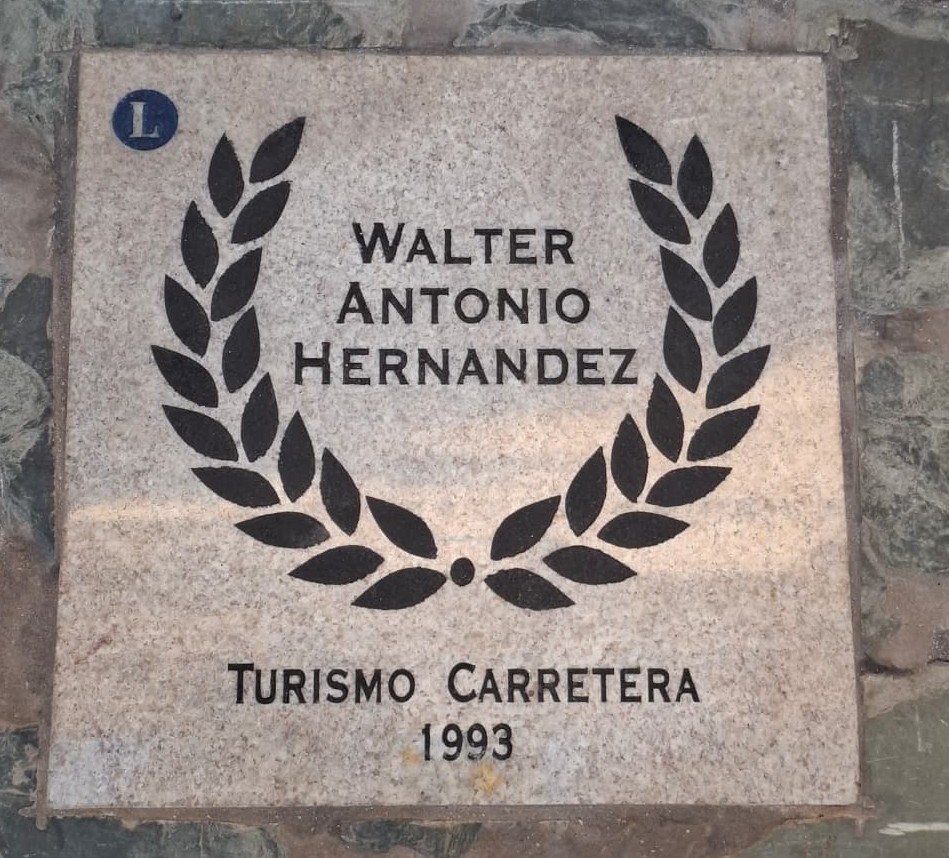 L
WALTER
ANTONIO
HERNANDEZ
TURISMO CARRETERA
1993